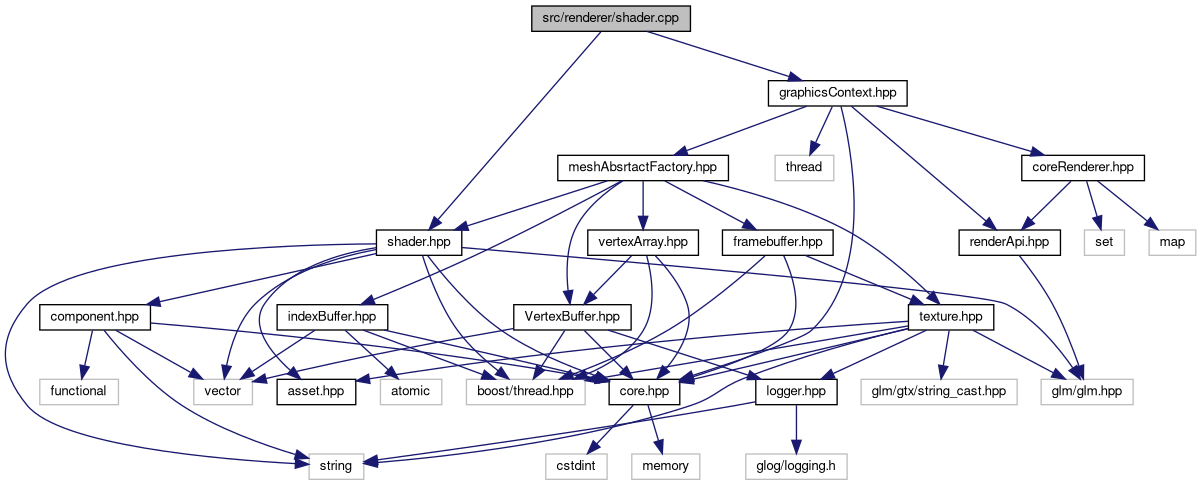 src/renderer/shader.cpp
graphicsContext.hpp
meshAbsrtactFactory.hpp
thread
coreRenderer.hpp
shader.hpp
vertexArray.hpp
framebuffer.hpp
renderApi.hpp
set
map
component.hpp
indexBuffer.hpp
VertexBuffer.hpp
texture.hpp
functional
vector
asset.hpp
atomic
boost/thread.hpp
core.hpp
logger.hpp
glm/gtx/string_cast.hpp
glm/glm.hpp
string
cstdint
memory
glog/logging.h